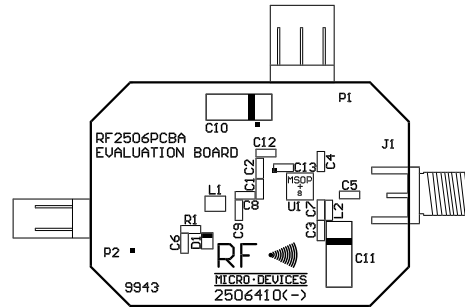 P1
C10
RF2506PCBA
EVALUATION BOARD
J1
C12
C13
C4
C2
C1
MSOP
8
U1
C5
L1
C8
C9
C7
L2
C3
R1
C6
D1
C11
P2
RF
MICRO·DEVICES
2506410(-)
9943